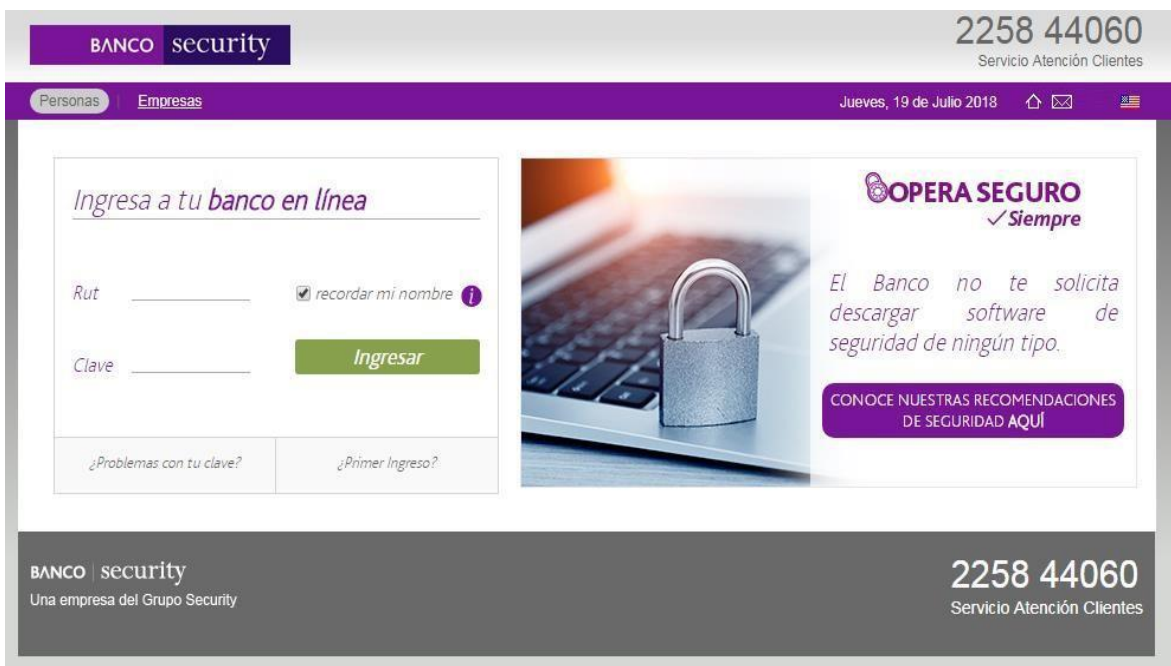 BANCO security
2258 44060
Servicio Atención Clientes
Personas | Empresas
Jueves, 19 de Julio 2018
Ingresa a tu banco en línea
Rut
recordar mi nombre i
Clave
Ingresar
¿Problemas con tu clave?
¿Primer Ingreso?
OPERA SEGURO
Siempre
El Banco no te solicita
descargar software de
seguridad de ningún tipo.
CONOCE NUESTRAS RECOMENDACIONES
DE SEGURIDAD AQUÍ
BANCO | security
Una empresa del Grupo Security
2258 44060
Servicio Atención Clientes